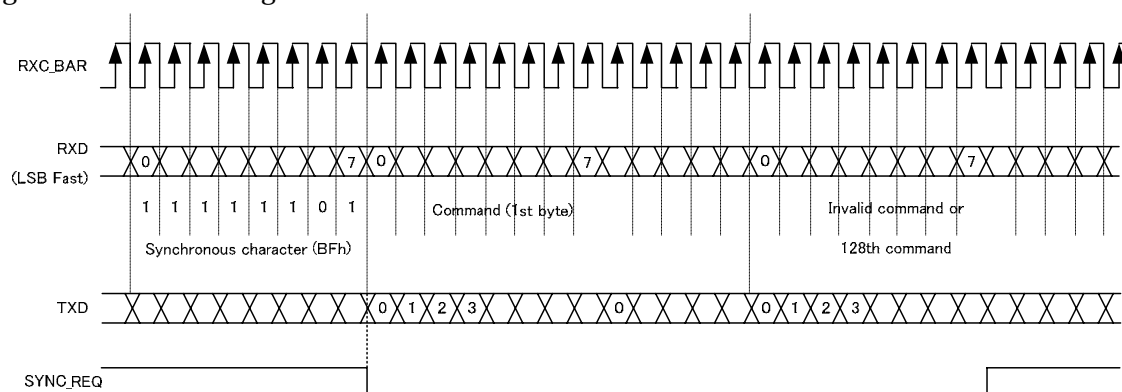 RXC_BAR
RXD
(LSB Fast)
0 7 0 7 0 7
1 1 1 1 1 1 0 1
Command (1st byte)
Invalid command or
Synchronous character (BFh)
128th command
TXD
0 1 2 3 0 0 1 2 3
SYNC_REQ